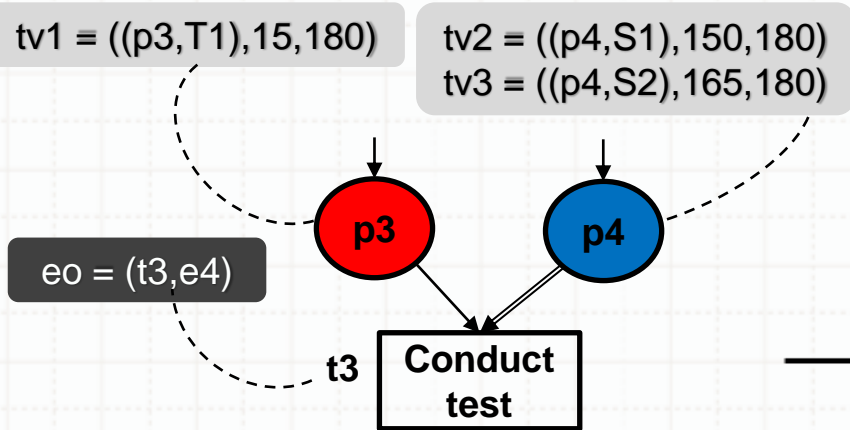 tv1 = ((p3,T1),15,180)
tv2 = ((p4,S1),150,180)
tv3 = ((p4,S2),165,180)
p3
p4
eo = (t3,e4)
t3
Conduct
test